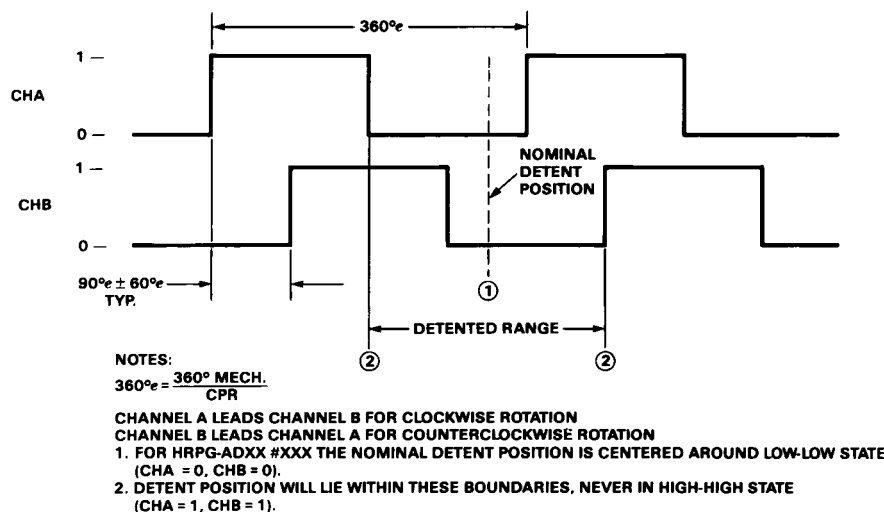 360°e
1
CHA
0
NOMINAL
DETENT
POSITION
1
CHB
0
90°e ± 60°e
TYP.
①
DETENTED RANGE
② ②
NOTES:
360°e = 360° MECH.
CPR
CHANNEL A LEADS CHANNEL B FOR CLOCKWISE ROTATION
CHANNEL B LEADS CHANNEL A FOR COUNTERCLOCKWISE ROTATION
1. FOR HRPG-ADXX #XXX THE NOMINAL DETENT POSITION IS CENTERED AROUND LOW-LOW STATE
(CHA = 0, CHB = 0).
2. DETENT POSITION WILL LIE WITHIN THESE BOUNDARIES, NEVER IN HIGH-HIGH STATE
(CHA = 1, CHB = 1).